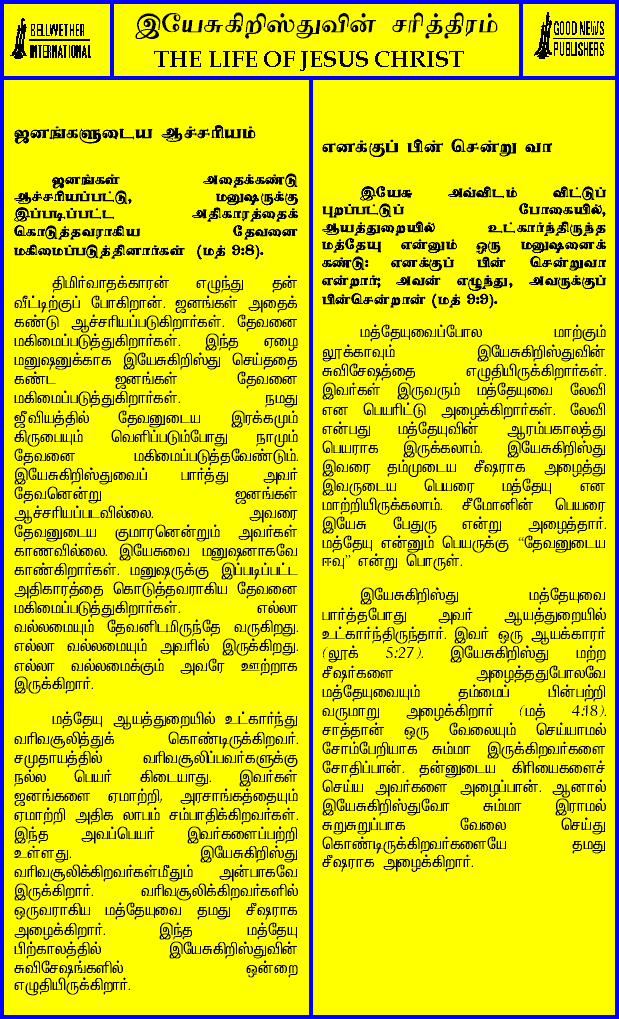 BELLWETHER
INTERNATIONAL
இயேசுகிறிஸ்துவின் சரித்திரம்
THE LIFE OF JESUS CHRIST
GOOD NEWS
PUBLISHERS
ஜனங்களுடைய ஆச்சரியம்
ஜனங்கள் அதைக்கண்டு
ஆச்சரியப்பட்டு, மனுஷருக்கு
இப்படிப்பட்ட அதிகாரத்தைக்
கொடுத்தவராகிய தேவனை
மகிமைப்படுத்தினார்கள் (மத் 9:8).
திமிர்வாதக்காரன் எழுந்து தன்
வீட்டிற்குப் போகிறான். ஜனங்கள் அதைக்
கண்டு ஆச்சரியப்படுகிறார்கள். தேவனை
மகிமைப்படுத்துகிறார்கள். இந்த ஏழை
மனுஷனுக்காக இயேசுகிறிஸ்து செய்ததை
கண்ட ஜனங்கள் தேவனை
மகிமைப்படுத்துகிறார்கள். நமது
ஜீவியத்தில் தேவனுடைய இரக்கமும்
கிருபையும் வெளிப்படும்போது நாமும்
தேவனை மகிமைப்படுத்தவேண்டும்.
இயேசுகிறிஸ்துவைப் பார்த்து அவர்
தேவனென்று ஜனங்கள்
ஆச்சரியப்படவில்லை. அவரை
தேவனுடைய குமாரனென்றும் அவர்கள்
காணவில்லை. இயேசுவை மனுஷனாகவே
காண்கிறார்கள். மனுஷருக்கு இப்படிப்பட்ட
அதிகாரத்தை கொடுத்தவராகிய தேவனை
மகிமைப்படுத்துகிறார்கள். எல்லா
வல்லமையும் தேவனிடமிருந்தே வருகிறது.
எல்லா வல்லமையும் அவரில் இருக்கிறது.
எல்லா வல்லமைக்கும் அவரே ஊற்றாக
இருக்கிறார்.
மத்தேயு ஆயத்துறையில் உட்கார்ந்து
வரிவசூலித்துக் கொண்டிருக்கிறவர்.
சமுதாயத்தில் வரிவசூலிப்பவர்களுக்கு
நல்ல பெயர் கிடையாது. இவர்கள்
ஜனங்களை ஏமாற்றி, அரசாங்கத்தையும்
ஏமாற்றி அதிக லாபம் சம்பாதிக்கிறவர்கள்.
இந்த அவப்பெயர் இவர்களைப்பற்றி
உள்ளது. இயேசுகிறிஸ்து
வரிவசூலிக்கிறவர்கள்மீதும் அன்பாகவே
இருக்கிறார். வரிவசூலிக்கிறவர்களில்
ஒருவராகிய மத்தேயுவை தமது சீஷராக
அழைக்கிறார். இந்த மத்தேயு
பிற்காலத்தில் இயேசுகிறிஸ்துவின்
சுவிசேஷங்களில் ஒன்றை
எழுதியிருக்கிறார்.
எனக்குப் பின் சென்று வா
இயேசு அவ்விடம் விட்டுப்
புறப்பட்டுப் போகையில்,
ஆயத்துறையில் உட்கார்ந்திருந்த
மத்தேயு என்னும் ஒரு மனுஷனைக்
கண்டு: எனக்குப் பின் சென்றுவா
என்றார்; அவன் எழுந்து, அவருக்குப்
பின்சென்றான் (மத் 9:9).
மத்தேயுவைப்போல மாற்கும்
லூக்காவும் இயேசுகிறிஸ்துவின்
சுவிசேஷத்தை எழுதியிருக்கிறார்கள்.
இவர்கள் இருவரும் மத்தேயுவை லேவி
என பெயரிட்டு அழைக்கிறார்கள். லேவி
என்பது மத்தேயுவின் ஆரம்பகாலத்து
பெயராக இருக்கலாம். இயேசுகிறிஸ்து
இவரை தம்முடைய சீஷராக அழைத்து
இவருடைய பெயரை மத்தேயு என
மாற்றியிருக்கலாம். சீமோனின் பெயரை
இயேசு பேதுரு என்று அழைத்தார்.
மத்தேயு என்னும் பெயருக்கு “தேவனுடைய
ஈவு” என்று பொருள்.
இயேசுகிறிஸ்து மத்தேயுவை
பார்த்தபோது அவர் ஆயத்துறையில்
உட்கார்ந்திருந்தார். இவர் ஒரு ஆயக்காரர்
(லூக் 5:27). இயேசுகிறிஸ்து மற்ற
சீஷர்களை அழைத்ததுபோலவே
மத்தேயுவையும் தம்மைப் பின்பற்றி
வருமாறு அழைக்கிறார் (மத் 4:18).
சாத்தான் ஒரு வேலையும் செய்யாமல்
சோம்பேறியாக சும்மா இருக்கிறவர்களை
சோதிப்பான். தன்னுடைய கிரியைகளைச்
செய்ய அவர்களை அழைப்பான். ஆனால்
இயேசுகிறிஸ்துவோ சும்மா இராமல்
சுறுசுறுப்பாக வேலை செய்து
கொண்டிருக்கிறவர்களையே தமது
சீஷராக அழைக்கிறார்.